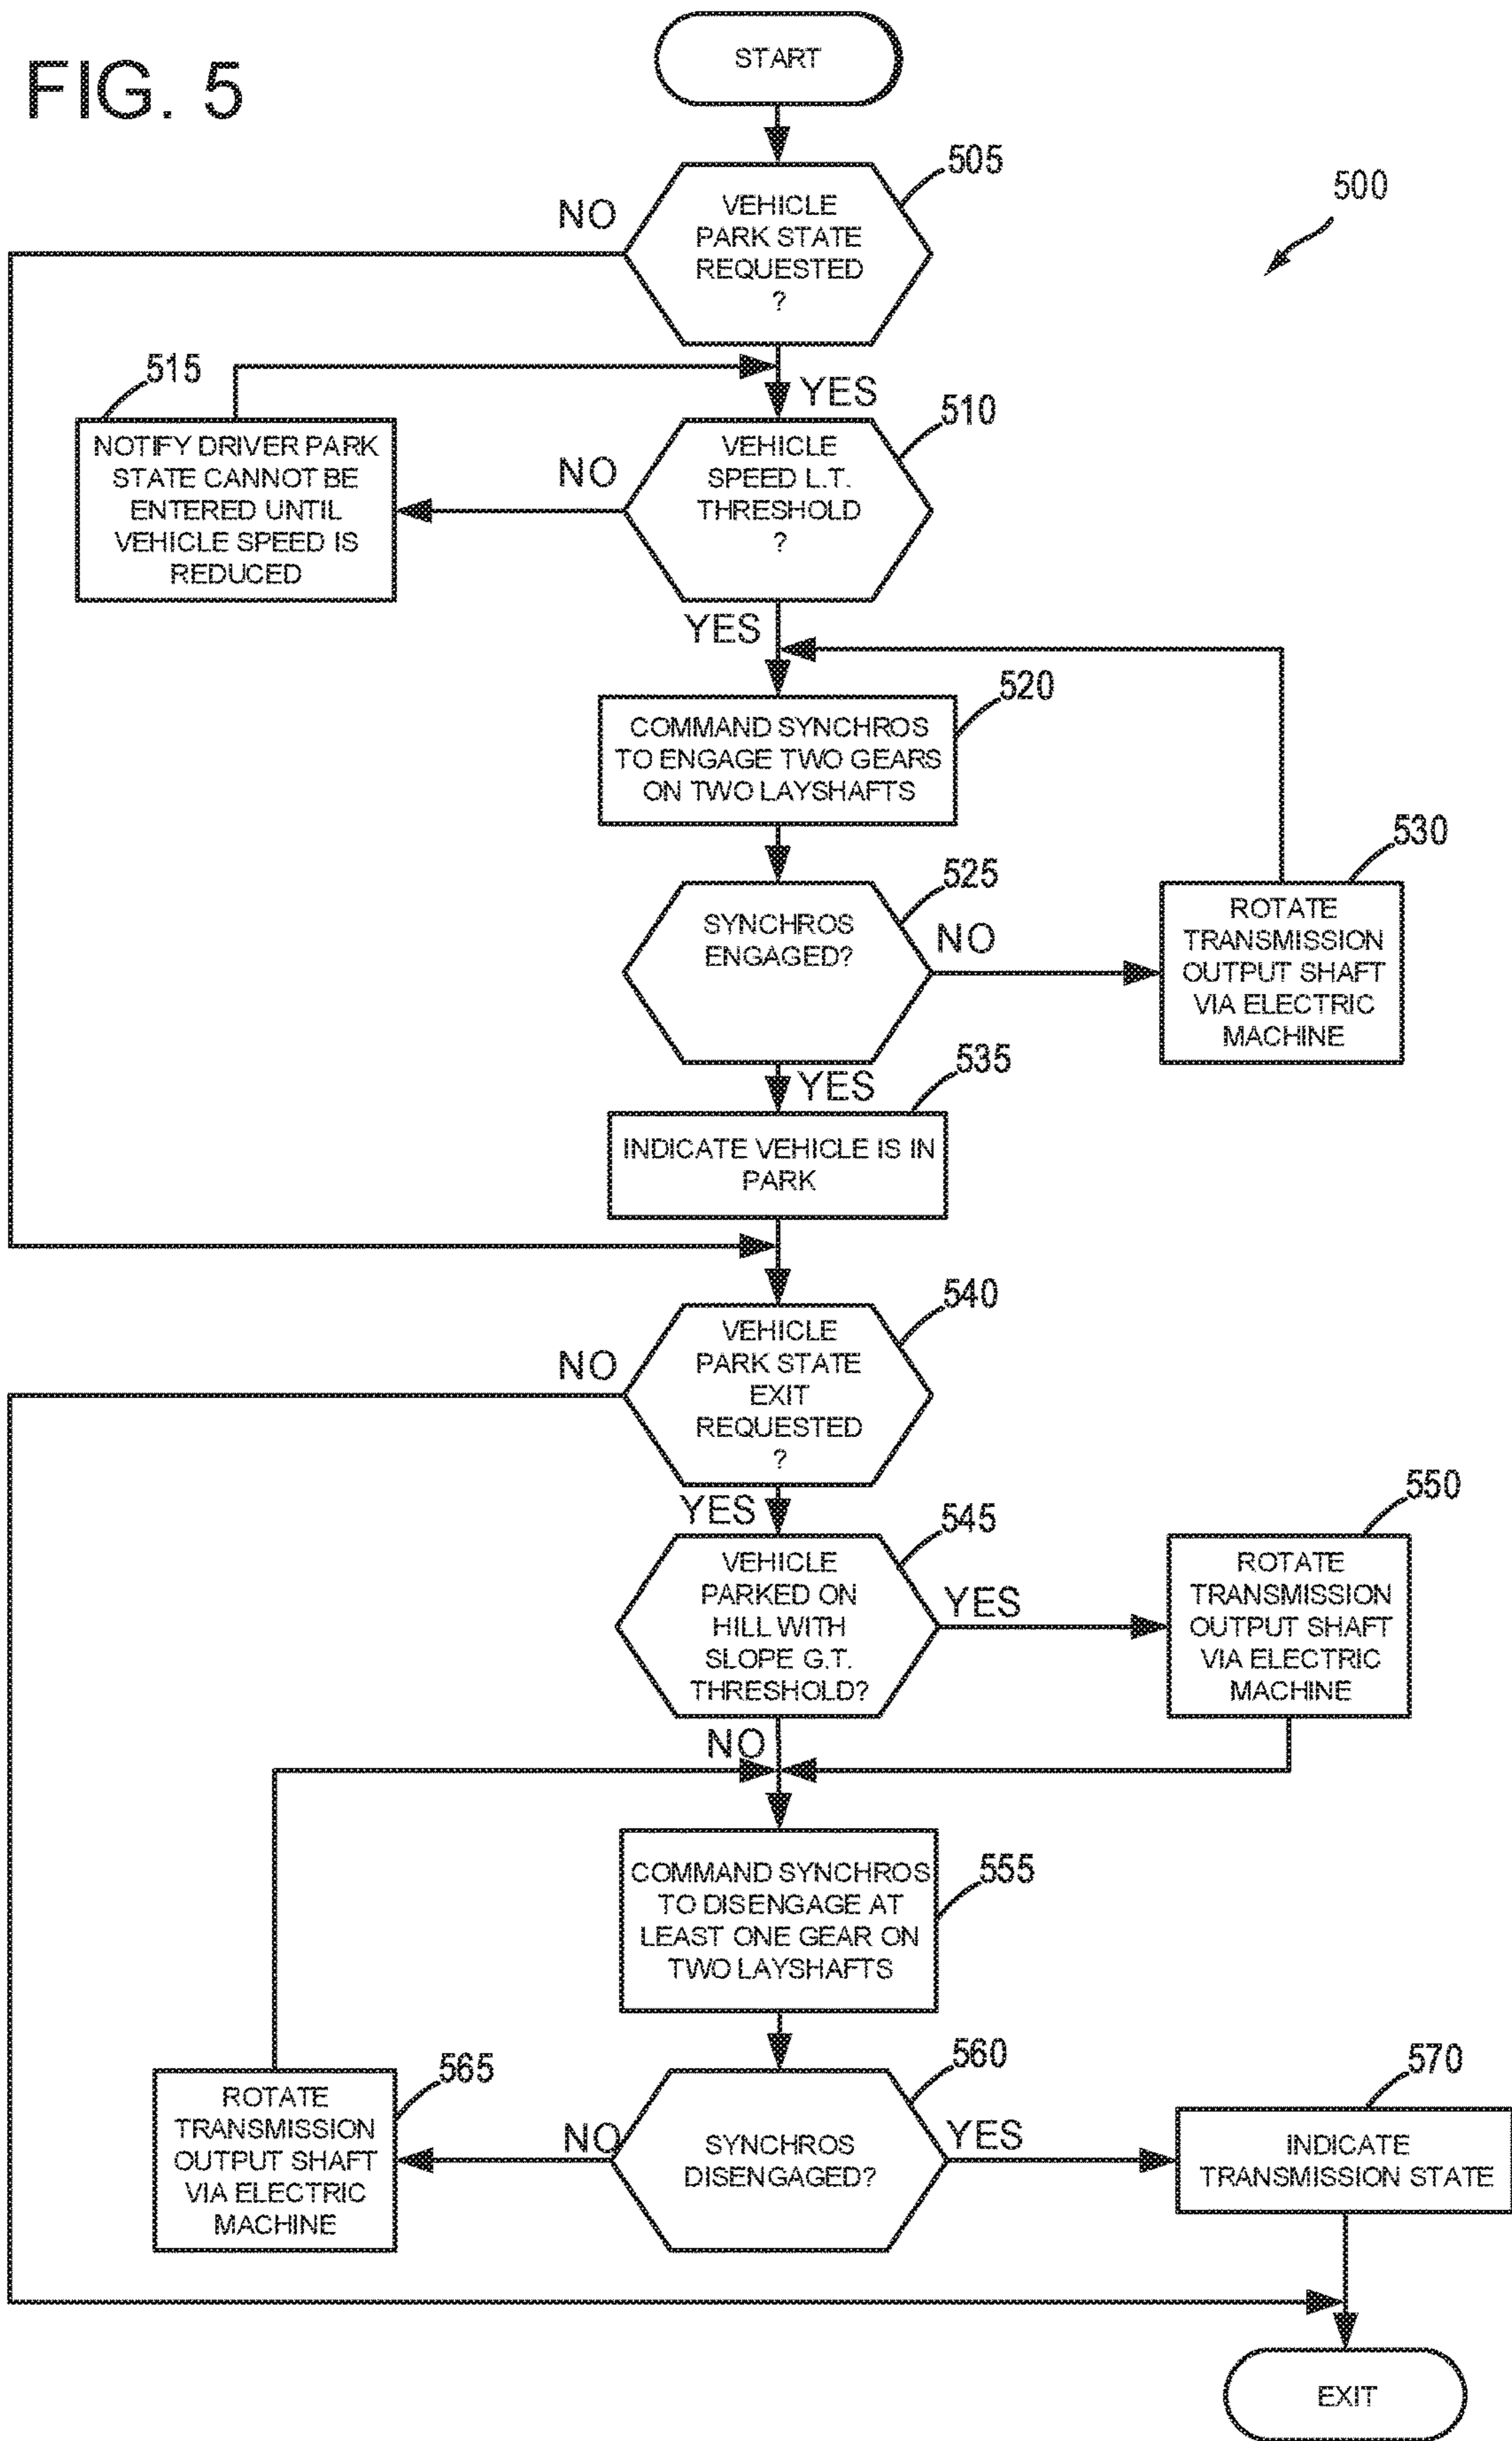 FIG. 5
START
505
500
NO
VEHICLE
PARK STATE
REQUESTED
?
515
YES
510
NOTIFY DRIVER PARK
STATE CANNOT BE
ENTERED UNTIL
VEHICLE SPEED IS
REDUCED
NO
VEHICLE
SPEED L.T.
THRESHOLD
?
YES
520
COMMAND SYNCHROS
TO ENGAGE TWO GEARS
ON TWO LAYSHAFTS
530
525
SYNCHROS
ENGAGED?
NO
ROTATE
TRANSMISSION
OUTPUT SHAFT
VIA ELECTRIC
MACHINE
YES
535
INDICATE VEHICLE IS IN
PARK
540
NO
VEHICLE
PARK STATE
EXIT
REQUESTED
?
YES
545
550
VEHICLE
PARKED ON
HILL WITH
SLOPE G.T.
THRESHOLD?
YES
ROTATE
TRANSMISSION
OUTPUT SHAFT
VIA ELECTRIC
MACHINE
NO
555
COMMAND SYNCHROS
TO DISENGAGE AT
LEAST ONE GEAR ON
TWO LAYSHAFTS
565
560
570
ROTATE
TRANSMISSION
OUTPUT SHAFT
VIA ELECTRIC
MACHINE
NO
SYNCHROS
DISENGAGED?
YES
INDICATE
TRANSMISSION STATE
EXIT